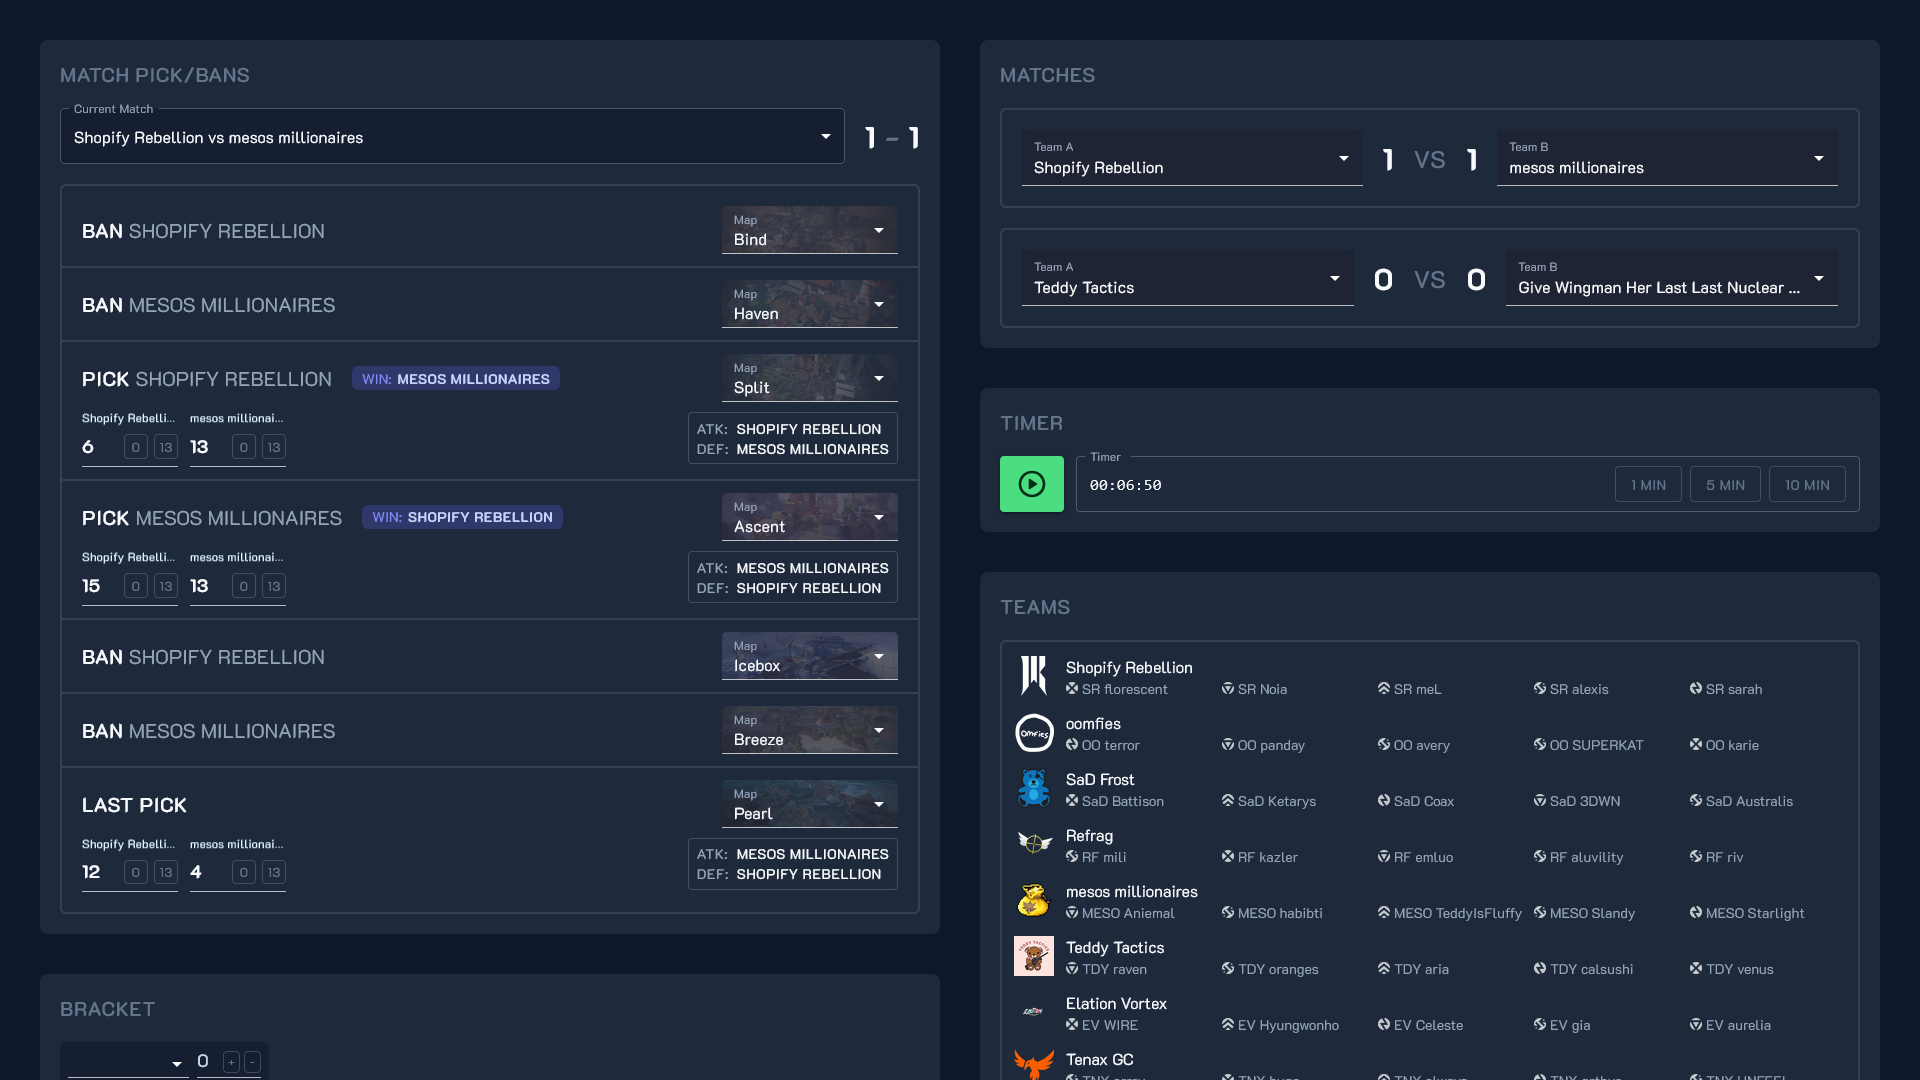 MATCH PICK/BANS
Current Match
Shopify Rebellion vs mesos millionaires
1 - 1
BAN SHOPIFY REBELLION
Map
Bind
BAN MESOS MILLIONAIRES
Map
Haven
PICK SHOPIFY REBELLION
WIN: MESOS MILLIONAIRES
Map
Split
Shopify Rebelli... mesos millionai...
6 0 13 13 0 13
ATK: SHOPIFY REBELLION
DEF: MESOS MILLIONAIRES
PICK MESOS MILLIONAIRES
WIN: SHOPIFY REBELLION
Map
Ascent
Shopify Rebelli... mesos millionai...
15 0 13 13 0 13
ATK: MESOS MILLIONAIRES
DEF: SHOPIFY REBELLION
BAN SHOPIFY REBELLION
Map
Icebox
BAN MESOS MILLIONAIRES
Map
Breeze
LAST PICK
Map
Pearl
Shopify Rebelli... mesos millionai...
12 0 13 4 0 13
ATK: MESOS MILLIONAIRES
DEF: SHOPIFY REBELLION
BRACKET
0 + -
MATCHES
Team A
Shopify Rebellion
1 VS 1
Team B
mesos millionaires
Team A
Teddy Tactics
0 VS 0
Team B
Give Wingman Her Last Last Nuclear ...
TIMER
Timer
00:06:50
1 MIN 5 MIN 10 MIN
TEAMS
Shopify Rebellion
SR florescent SR Noia SR meL SR alexis SR sarah
oomfies
oomfies
OO terror OO panday OO avery OO SUPERKAT OO karie
SaD Frost
SaD Battison SaD Ketarys SaD Coax SaD 3DWN SaD Australis
Refrag
RF mili RF kazler RF emluo RF aluvility RF riv
mesos millionaires
MESO Aniemal MESO habibti MESO TeddyIsFluffy MESO Slandy MESO Starlight
TEDDY TACTICS
Teddy Tactics
TDY raven TDY oranges TDY aria TDY calsushi TDY venus
Elation Vortex
EV WIRE EV Hyungwonho EV Celeste EV gia EV aurelia
Tenax GC